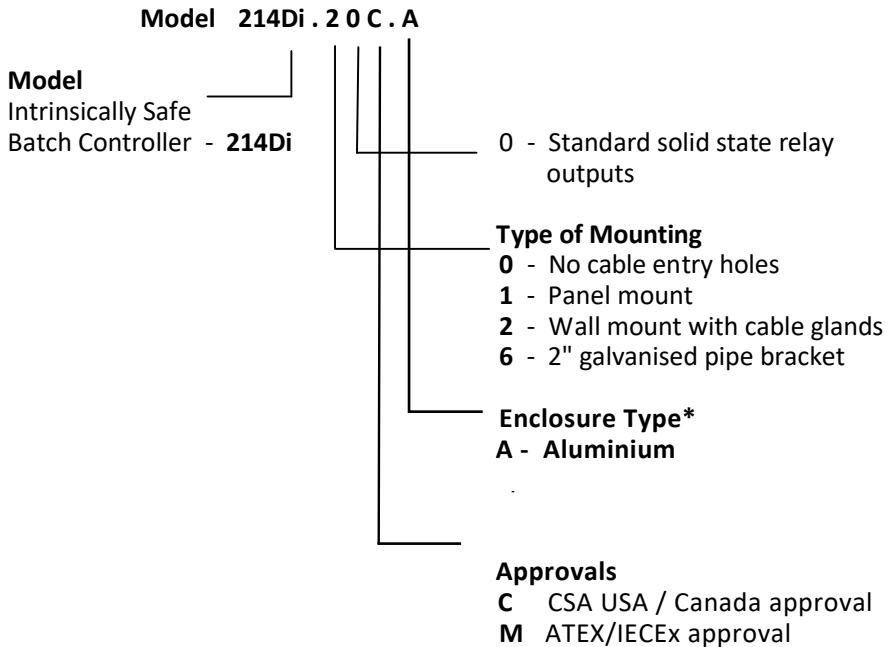 Model 214Di . 2 0 C . A
Model
Intrinsically Safe
Batch Controller - 214Di
0 - Standard solid state relay
outputs
Type of Mounting
0 - No cable entry holes
1 - Panel mount
2 - Wall mount with cable glands
6 - 2" galvanised pipe bracket
Enclosure Type*
A - Aluminium
Approvals
C CSA USA / Canada approval
M ATEX/IECEx approval